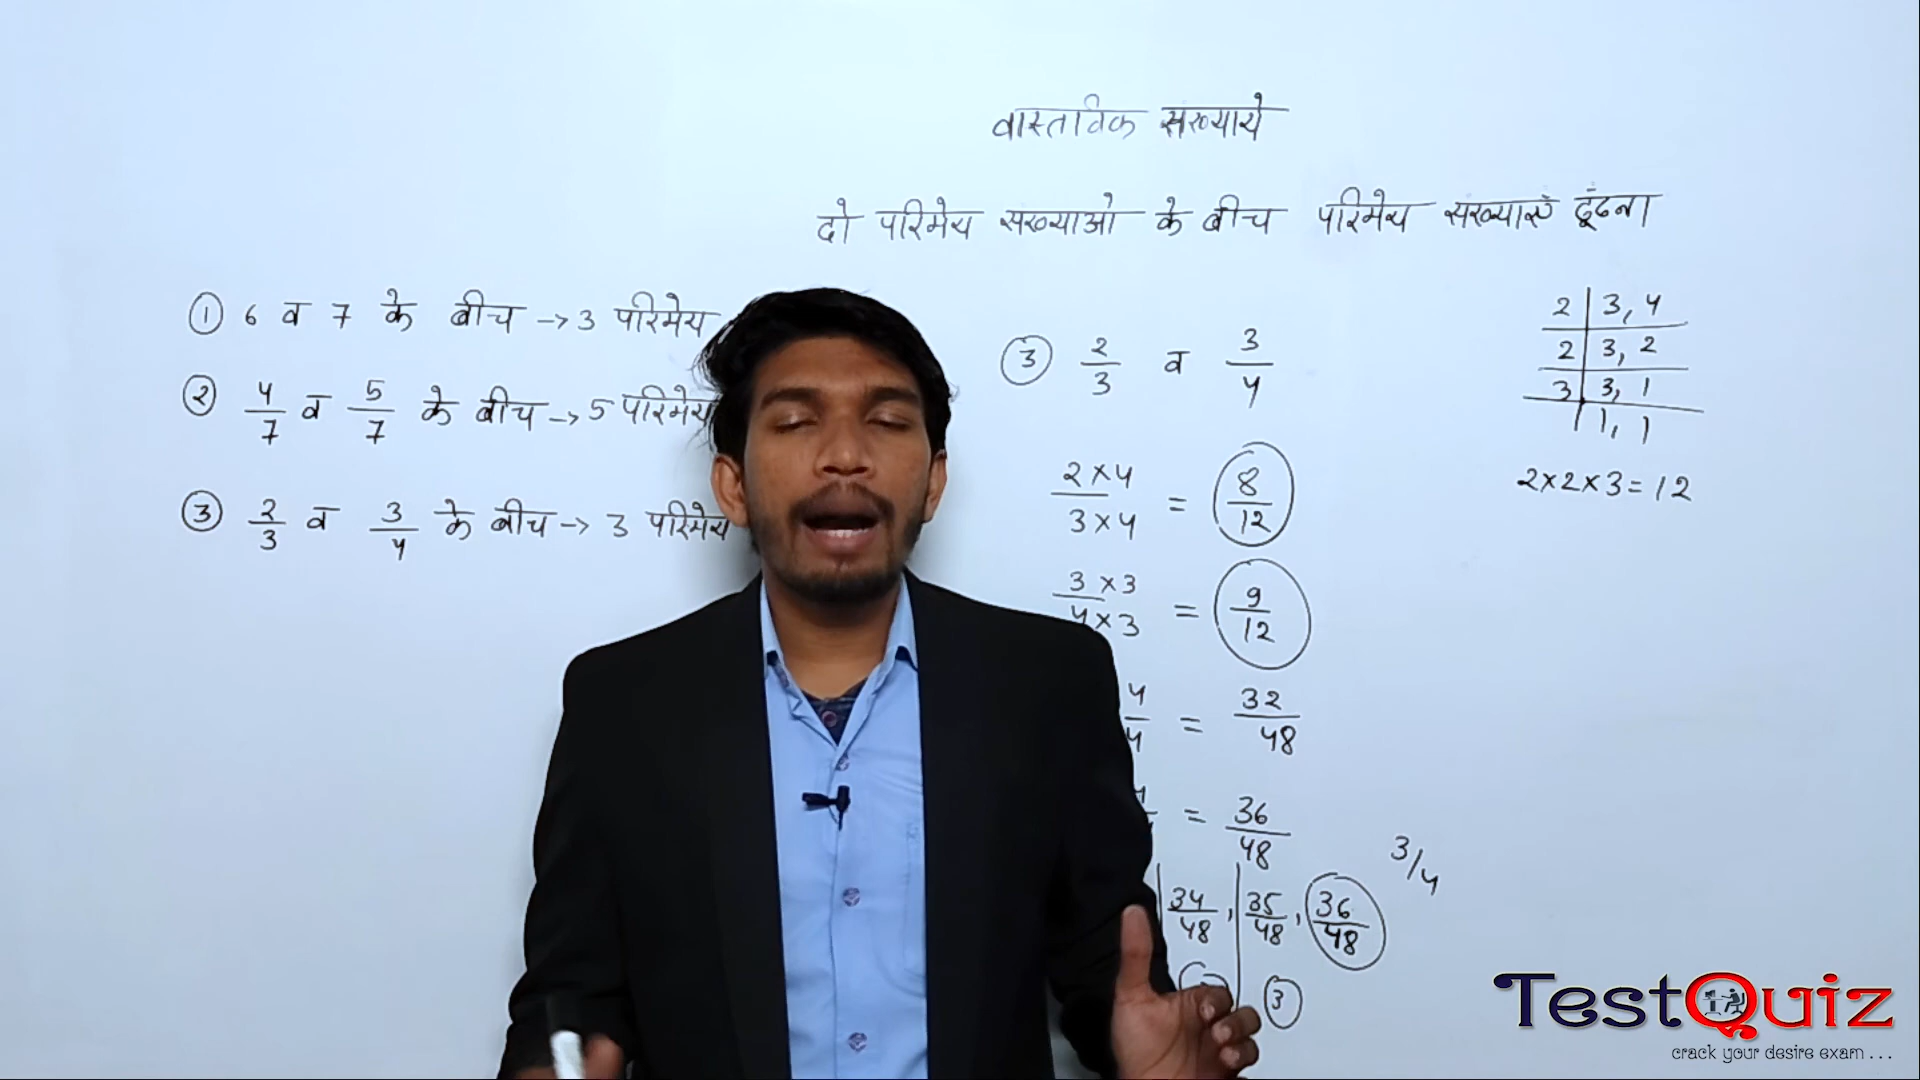 वास्तविक संख्याये
दो परिमेय संख्याओ के बीच परिमेय संख्याएँ ढूंढना
① 6 व 7 के बीच → 3 परिमेय
② 4/7 व 5/7 के बीच → 5 परिमेय
③ 2/3 व 3/4 के बीच → 3 परिमेय
③ 2/3 व 3/4
2×4/3×4 = 8/12
3×3/4×3 = 9/12
4/4 = 32/48
= 36/48
34/48, 35/48, 36/48
3/4
③
2 | 3, 4
2 | 3, 2
3 | 3, 1
| 1, 1
2×2×3=12
TestQuiz
crack your desire exam ...